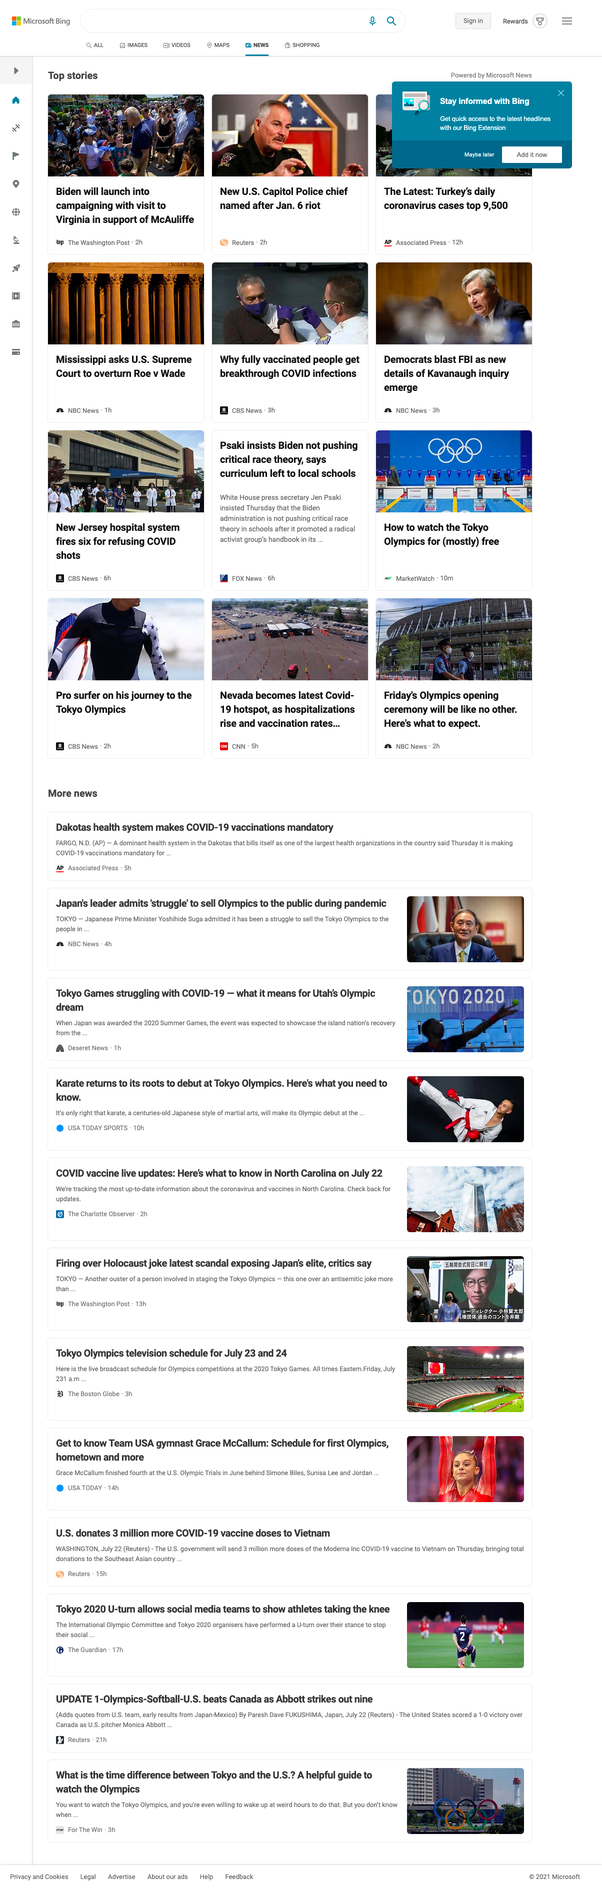 Microsoft Bing
Sign in
Rewards
ALL
IMAGES
VIDEOS
MAPS
NEWS
SHOPPING
Top stories
Powered by Microsoft News
Stay informed with Bing
Get quick access to the latest headlines
with our Bing Extension
Maybe later
Add it now
Biden will launch into
campaigning with visit to
Virginia in support of McAuliffe
wp The Washington Post · 2h
New U.S. Capitol Police chief
named after Jan. 6 riot
Reuters · 2h
The Latest: Turkey's daily
coronavirus cases top 9,500
AP Associated Press · 12h
Mississippi asks U.S. Supreme
Court to overturn Roe v Wade
NBC News · 1h
Why fully vaccinated people get
breakthrough COVID infections
CBS News · 3h
Democrats blast FBI as new
details of Kavanaugh inquiry
emerge
NBC News · 3h
New Jersey hospital system
fires six for refusing COVID
shots
CBS News · 6h
Psaki insists Biden not pushing
critical race theory, says
curriculum left to local schools
White House press secretary Jen Psaki
insisted Thursday that the Biden
administration is not pushing critical race
theory in schools after it promoted a radical
activist group's handbook in its ...
FOX News · 6h
How to watch the Tokyo
Olympics for (mostly) free
MarketWatch · 10m
Pro surfer on his journey to the
Tokyo Olympics
CBS News · 2h
Nevada becomes latest Covid-
19 hotspot, as hospitalizations
rise and vaccination rates...
CNN CNN · 5h
Friday's Olympics opening
ceremony will be like no other.
Here's what to expect.
NBC News · 2h
More news
Dakotas health system makes COVID-19 vaccinations mandatory
FARGO, N.D. (AP) — A dominant health system in the Dakotas that bills itself as one of the largest health organizations in the country said Thursday it is making
COVID-19 vaccinations mandatory for ...
AP Associated Press · 5h
Japan's leader admits 'struggle' to sell Olympics to the public during pandemic
TOKYO — Japanese Prime Minister Yoshihide Suga admitted it has been a struggle to sell the Tokyo Olympics to the
people in ...
NBC News · 4h
Tokyo Games struggling with COVID-19 — what it means for Utah's Olympic
dream
When Japan was awarded the 2020 Summer Games, the event was expected to showcase the island nation's recovery
from the ...
Deseret News · 1h
OKYO 2020
Karate returns to its roots to debut at Tokyo Olympics. Here's what you need to
know.
It's only right that karate, a centuries-old Japanese style of martial arts, will make its Olympic debut at the ...
USA TODAY SPORTS · 10h
COVID vaccine live updates: Here's what to know in North Carolina on July 22
We're tracking the most up-to-date information about the coronavirus and vaccines in North Carolina. Check back for
updates.
The Charlotte Observer · 2h
Firing over Holocaust joke latest scandal exposing Japan's elite, critics say
TOKYO — Another ouster of a person involved in staging the Tokyo Olympics — this one over an antisemitic joke more
than ...
wp The Washington Post · 13h
Tokyo Olympics television schedule for July 23 and 24
Here is the live broadcast schedule for Olympics competitions at the 2020 Tokyo Games. All times Eastern.Friday, July
231 a.m ...
The Boston Globe · 3h
Get to know Team USA gymnast Grace McCallum: Schedule for first Olympics,
hometown and more
Grace McCallum finished fourth at the U.S. Olympic Trials in June behind Simone Biles, Sunisa Lee and Jordan ...
USA TODAY · 14h
U.S. donates 3 million more COVID-19 vaccine doses to Vietnam
WASHINGTON, July 22 (Reuters) - The U.S. government will send 3 million more doses of the Moderna Inc COVID-19 vaccine to Vietnam on Thursday, bringing total
donations to the Southeast Asian country ...
Reuters · 15h
Tokyo 2020 U-turn allows social media teams to show athletes taking the knee
The International Olympic Committee and Tokyo 2020 organisers have performed a U-turn over their stance to stop
their social ...
The Guardian · 17h
2
UPDATE 1-Olympics-Softball-U.S. beats Canada as Abbott strikes out nine
(Adds quotes from U.S. team, early results from Japan-Mexico) By Paresh Dave FUKUSHIMA, Japan, July 22 (Reuters) - The United States scored a 1-0 victory over
Canada as U.S. pitcher Monica Abbott ...
Reuters · 21h
What is the time difference between Tokyo and the U.S.? A helpful guide to
watch the Olympics
You want to watch the Tokyo Olympics, and you're even willing to wake up at weird hours to do that. But you don't know
when ...
For The Win · 3h
Privacy and Cookies
Legal
Advertise
About our ads
Help
Feedback
© 2021 Microsoft